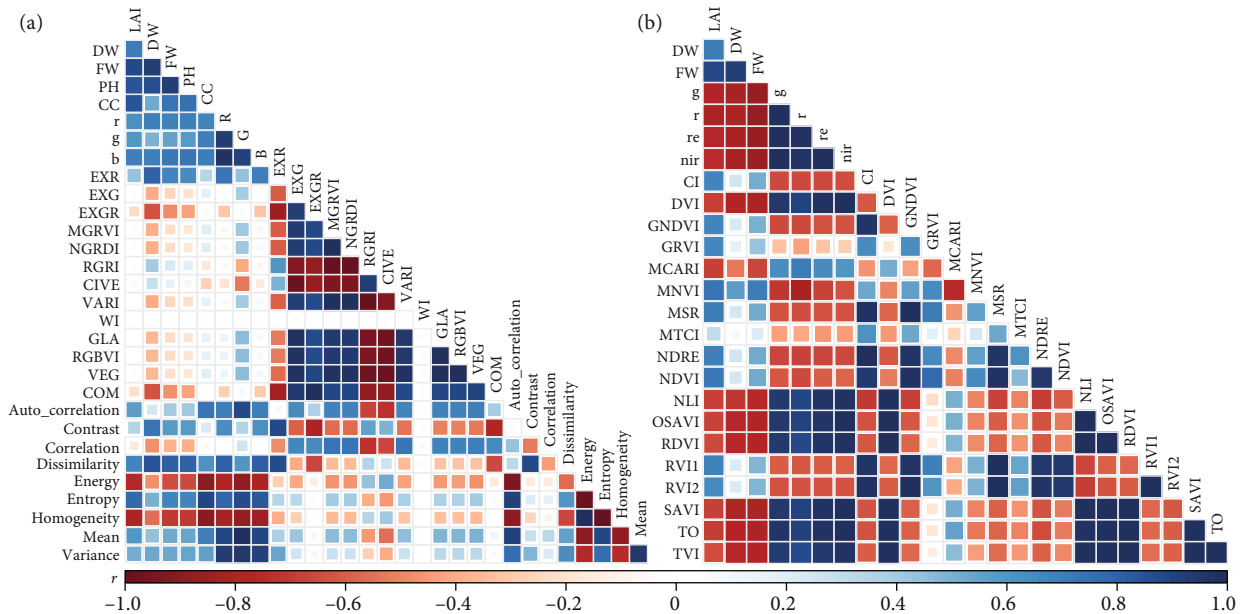 (a)
LAI
DW
FW
PH
CC
R
G
B
EXR
EXG
EXGR
MGRVI
NGRDI
RGRI
CIVE
VARI
WI
GLA
RGBVI
VEG
COM
Auto_correlation
Contrast
Correlation
Dissimilarity
Energy
Entropy
Homogeneity
Mean
DW
FW
PH
CC
r
g
b
EXR
EXG
EXGR
MGRVI
NGRDI
RGRI
CIVE
VARI
WI
GLA
RGBVI
VEG
COM
Auto_correlation
Contrast
Correlation
Dissimilarity
Energy
Entropy
Homogeneity
Mean
Variance
(b)
LAI
DW
FW
g
r
re
nir
CI
DVI
GNDVI
GRVI
MCARI
MNVI
MSR
MTCI
NDRE
NDVI
NLI
OSAVI
RDVI
RVI1
RVI2
SAVI
TO
DW
FW
g
r
re
nir
CI
DVI
GNDVI
GRVI
MCARI
MNVI
MSR
MTCI
NDRE
NDVI
NLI
OSAVI
RDVI
RVI1
RVI2
SAVI
TO
TVI
r
−1.0 −0.8 −0.6 −0.4 −0.2 0 0.2 0.4 0.6 0.8 1.0